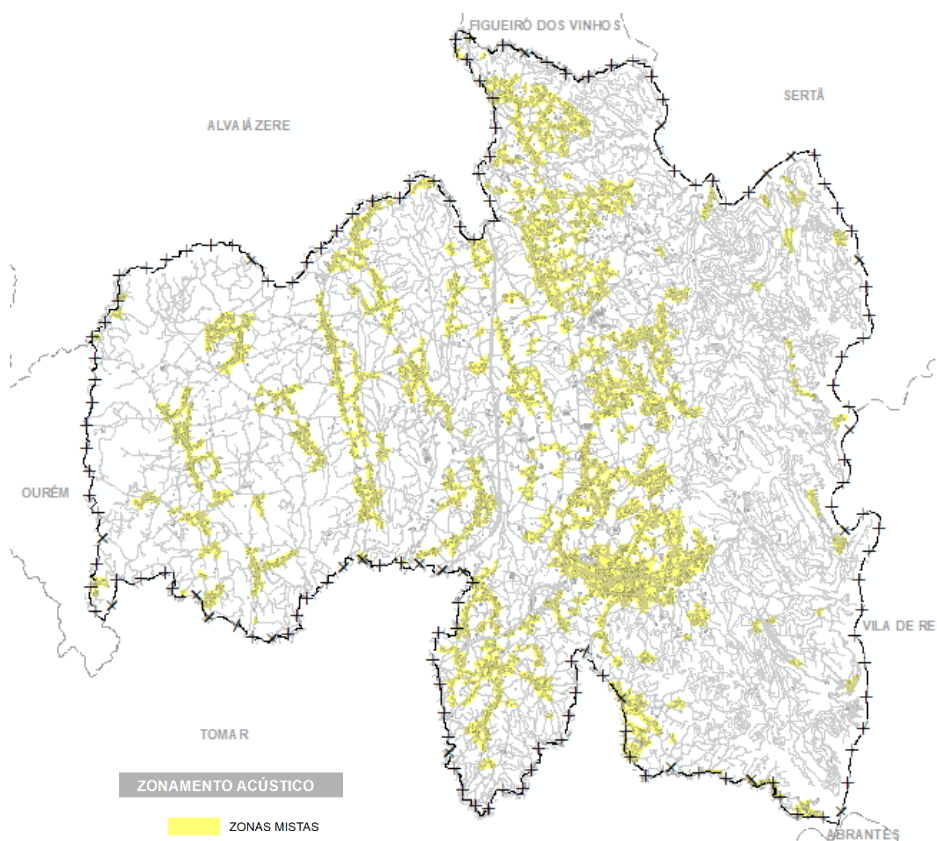 FIGUEIRÓ DOS VINHOS
SERTÃ
ALVAIÁZERE
OURÉM
VILA DE RE
TOMAR
ZONAMENTO ACÚSTICO
ZONAS MISTAS
ABRANTES